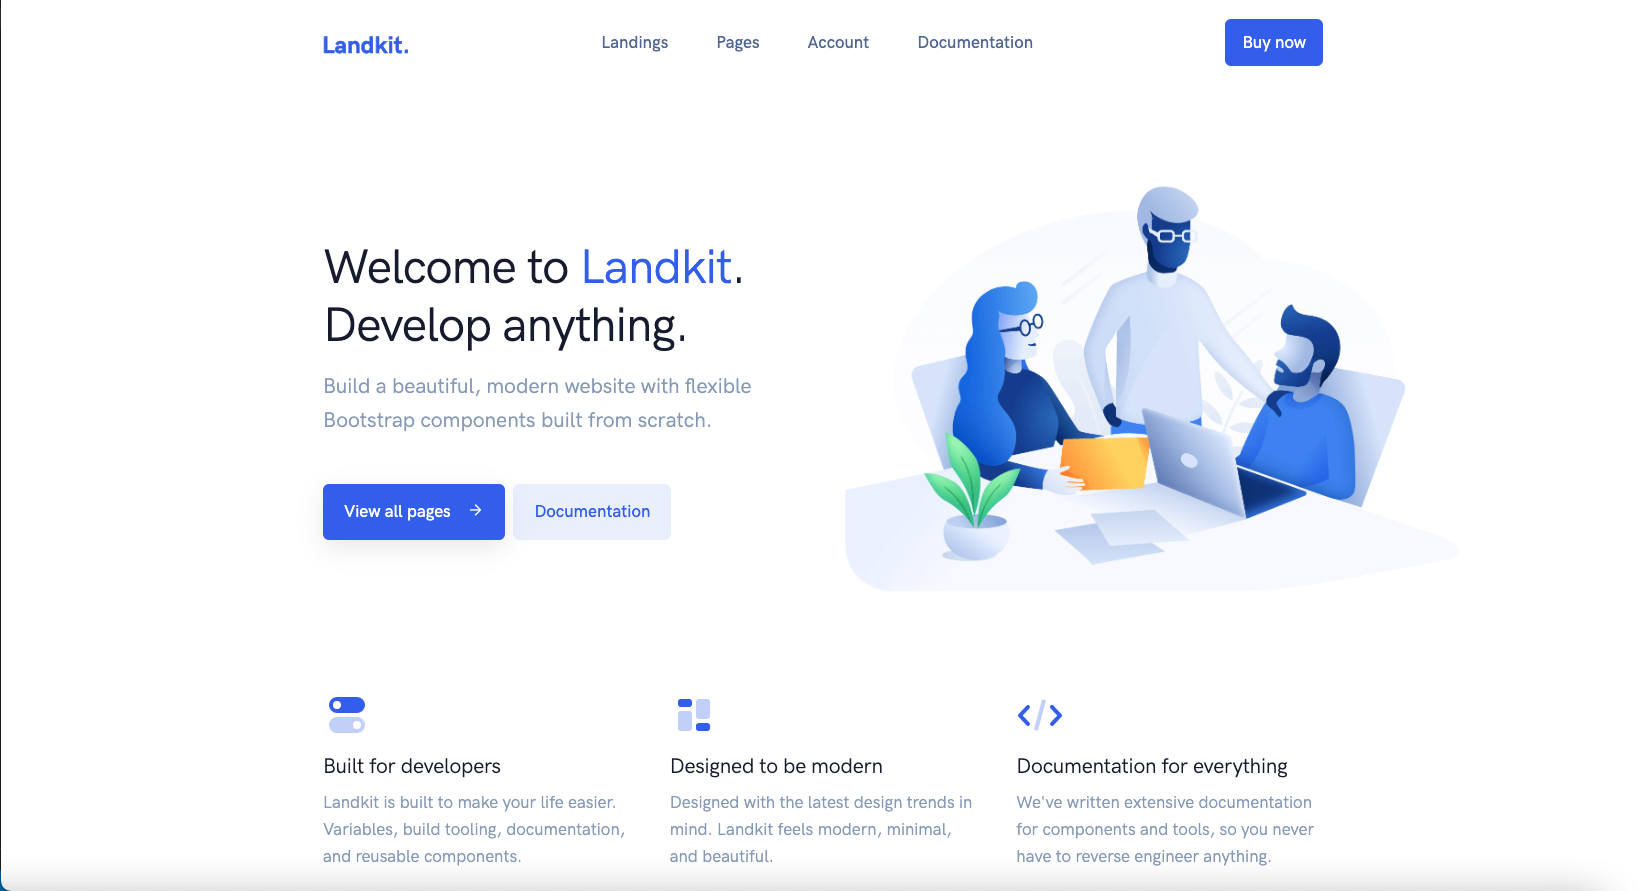 Landkit.
Landings
Pages
Account
Documentation
Buy now
Welcome to Landkit.
Develop anything.
Build a beautiful, modern website with flexible
Bootstrap components built from scratch.
View all pages →
Documentation
Built for developers
Landkit is built to make your life easier.
Variables, build tooling, documentation,
and reusable components.
Designed to be modern
Designed with the latest design trends in
mind. Landkit feels modern, minimal,
and beautiful.
Documentation for everything
We've written extensive documentation
for components and tools, so you never
have to reverse engineer anything.